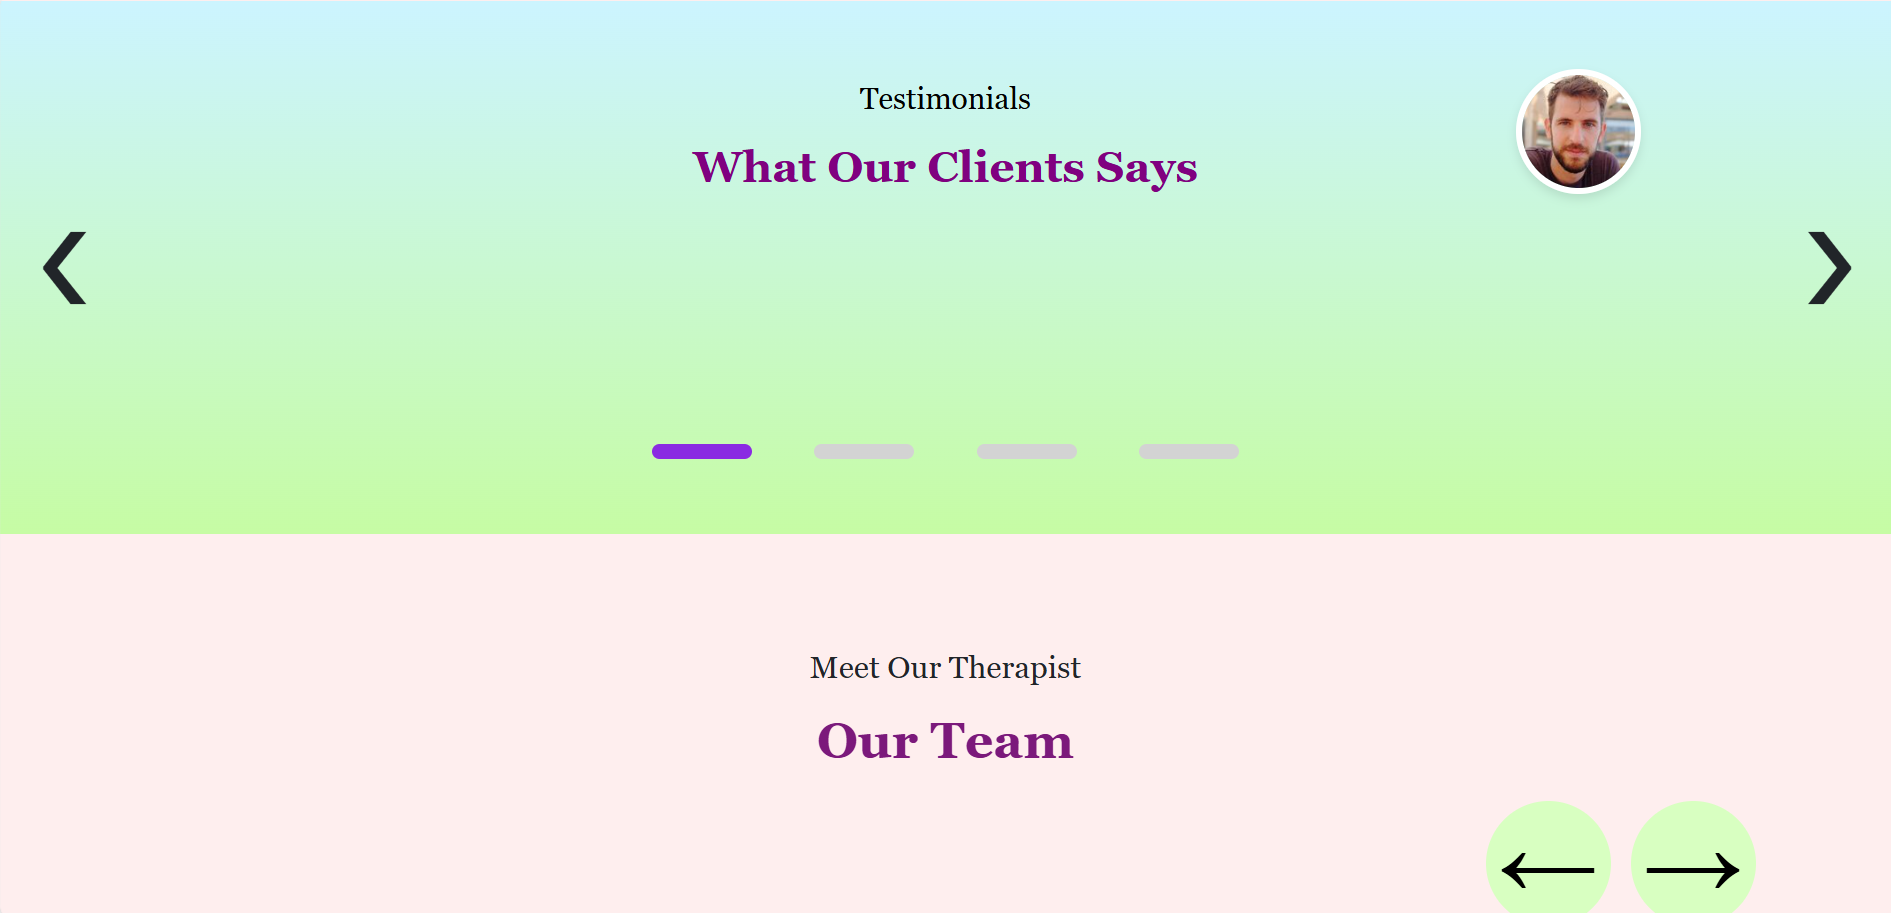 Testimonials
What Our Clients Says
Meet Our Therapist
Our Team